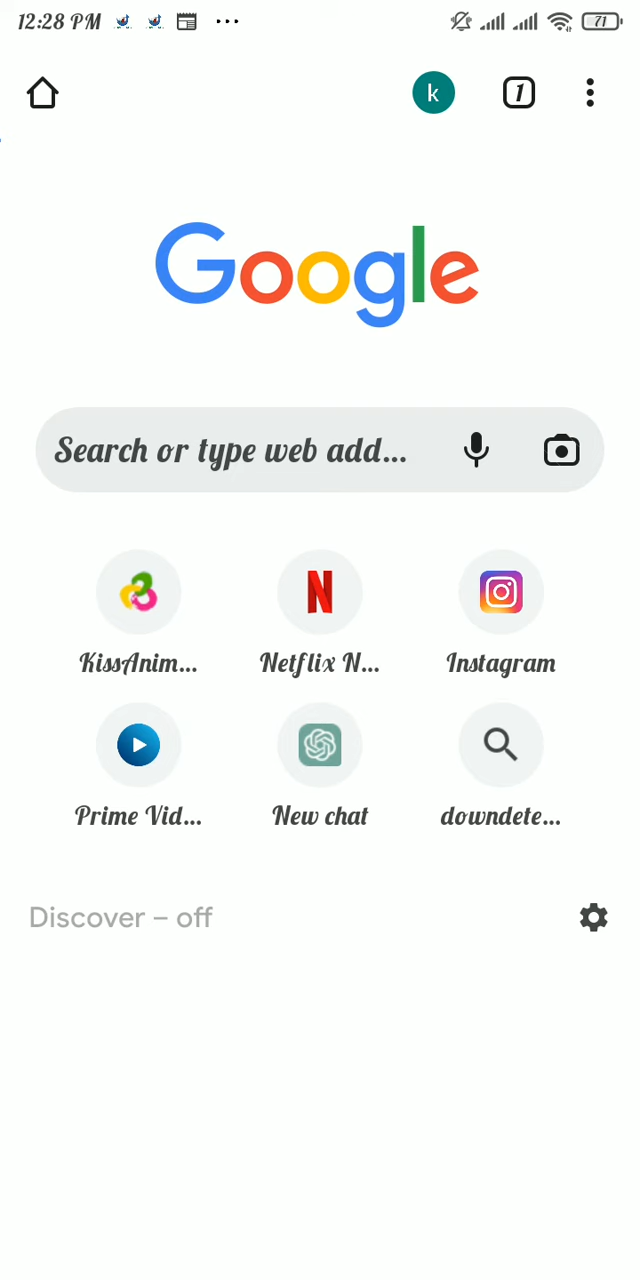 12:28 PM ... 71
k 1
Google
Search or type web add...
KissAnim... Netflix N... Instagram
Prime Vid... New chat downdete...
Discover – off